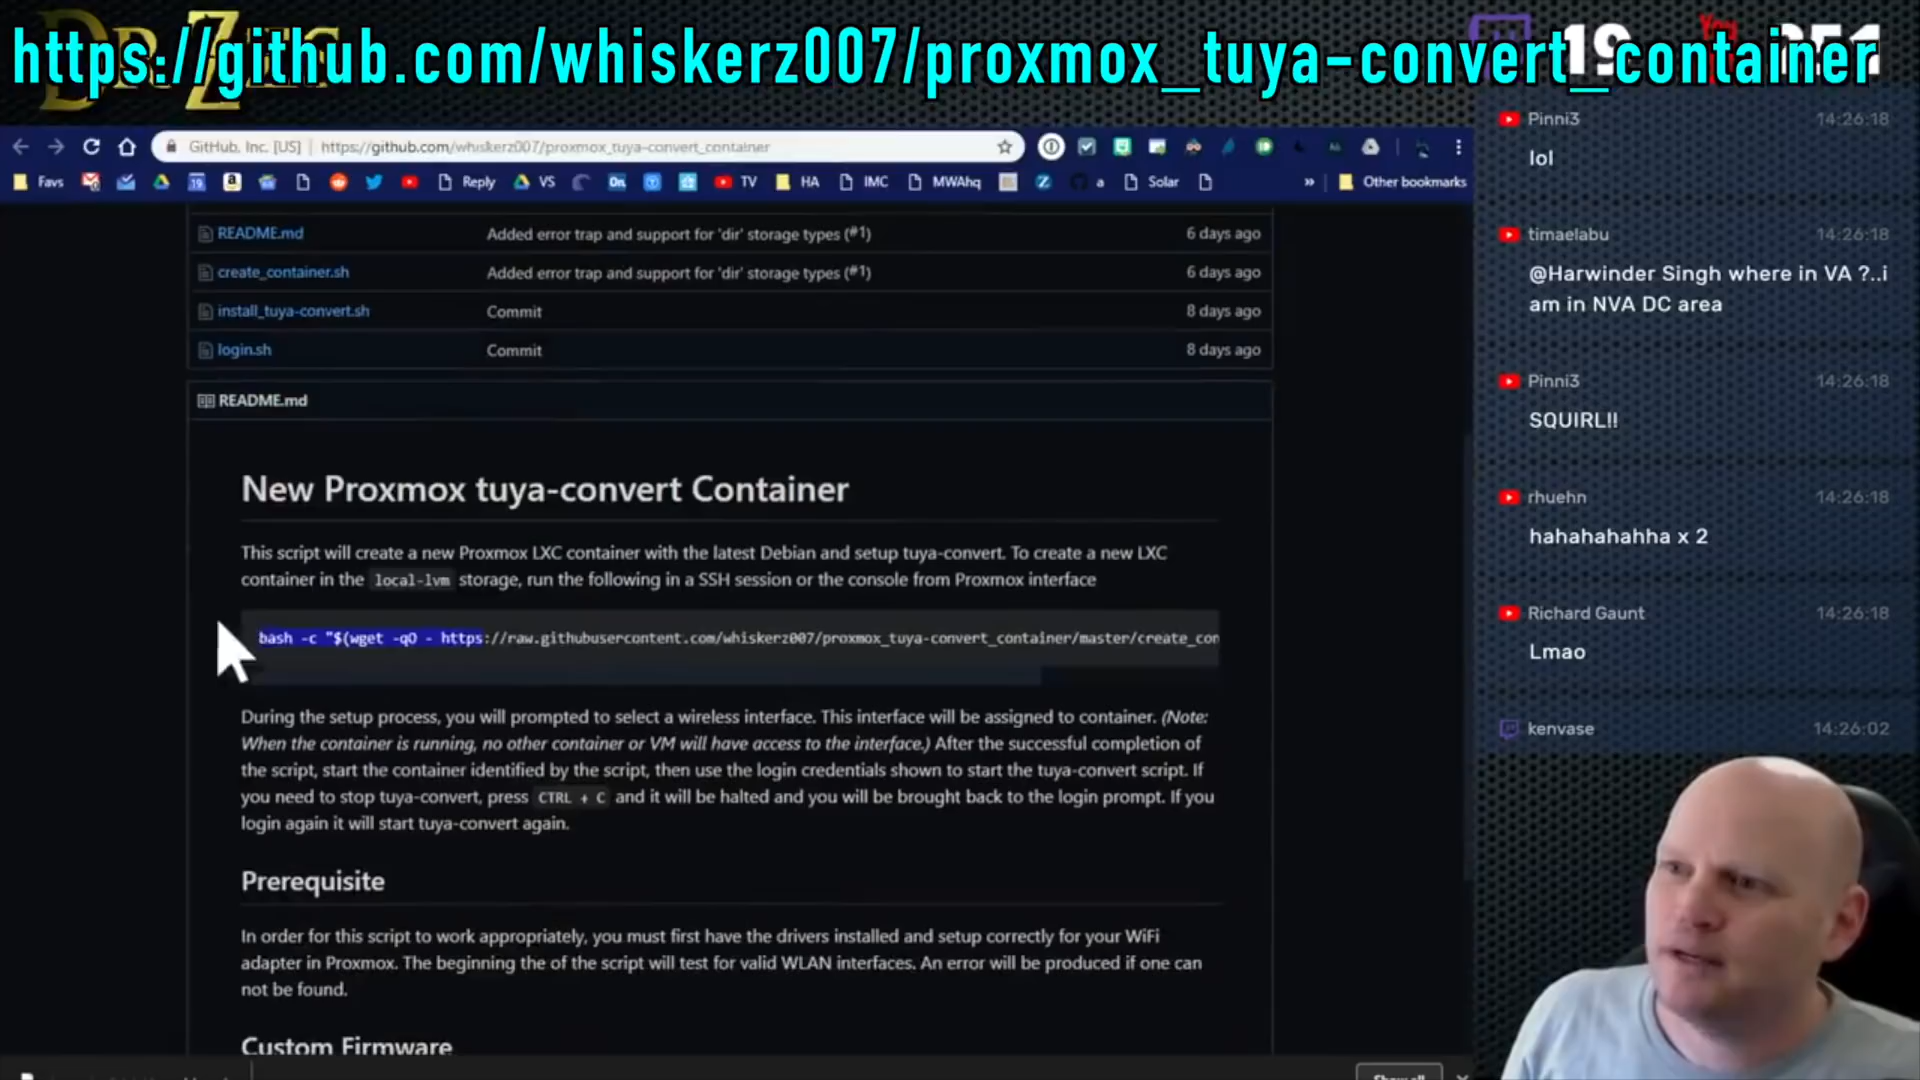 https://github.com/whiskerz007/proxmox_tuya-convert_container
19
GitHub, Inc. [US] | https://github.com/whiskerz007/proxmox_tuya-convert_container
Favs
19
Reply
VS
On
TV
HA
IMC
MWAhq
Z
a
Solar
»
Other bookmarks
README.md Added error trap and support for 'dir' storage types (#1) 6 days ago
create_container.sh Added error trap and support for 'dir' storage types (#1) 6 days ago
install_tuya-convert.sh Commit 8 days ago
login.sh Commit 8 days ago
README.md
New Proxmox tuya-convert Container
This script will create a new Proxmox LXC container with the latest Debian and setup tuya-convert. To create a new LXC
container in the local-lvm storage, run the following in a SSH session or the console from Proxmox interface
bash -c "$(wget -qO - https://raw.githubusercontent.com/whiskerz007/proxmox_tuya-convert_container/master/create_con
During the setup process, you will prompted to select a wireless interface. This interface will be assigned to container. (Note:
When the container is running, no other container or VM will have access to the interface.) After the successful completion of
the script, start the container identified by the script, then use the login credentials shown to start the tuya-convert script. If
you need to stop tuya-convert, press CTRL + C and it will be halted and you will be brought back to the login prompt. If you
login again it will start tuya-convert again.
Prerequisite
In order for this script to work appropriately, you must first have the drivers installed and setup correctly for your WiFi
adapter in Proxmox. The beginning the of the script will test for valid WLAN interfaces. An error will be produced if one can
not be found.
Custom Firmware
Pinni3 14:26:18
lol
timaelabu 14:26:18
@Harwinder Singh where in VA ?..i
am in NVA DC area
Pinni3 14:26:18
SQUIRL!!
rhuehn 14:26:18
hahahahahha x 2
Richard Gaunt 14:26:18
Lmao
kenvase 14:26:02